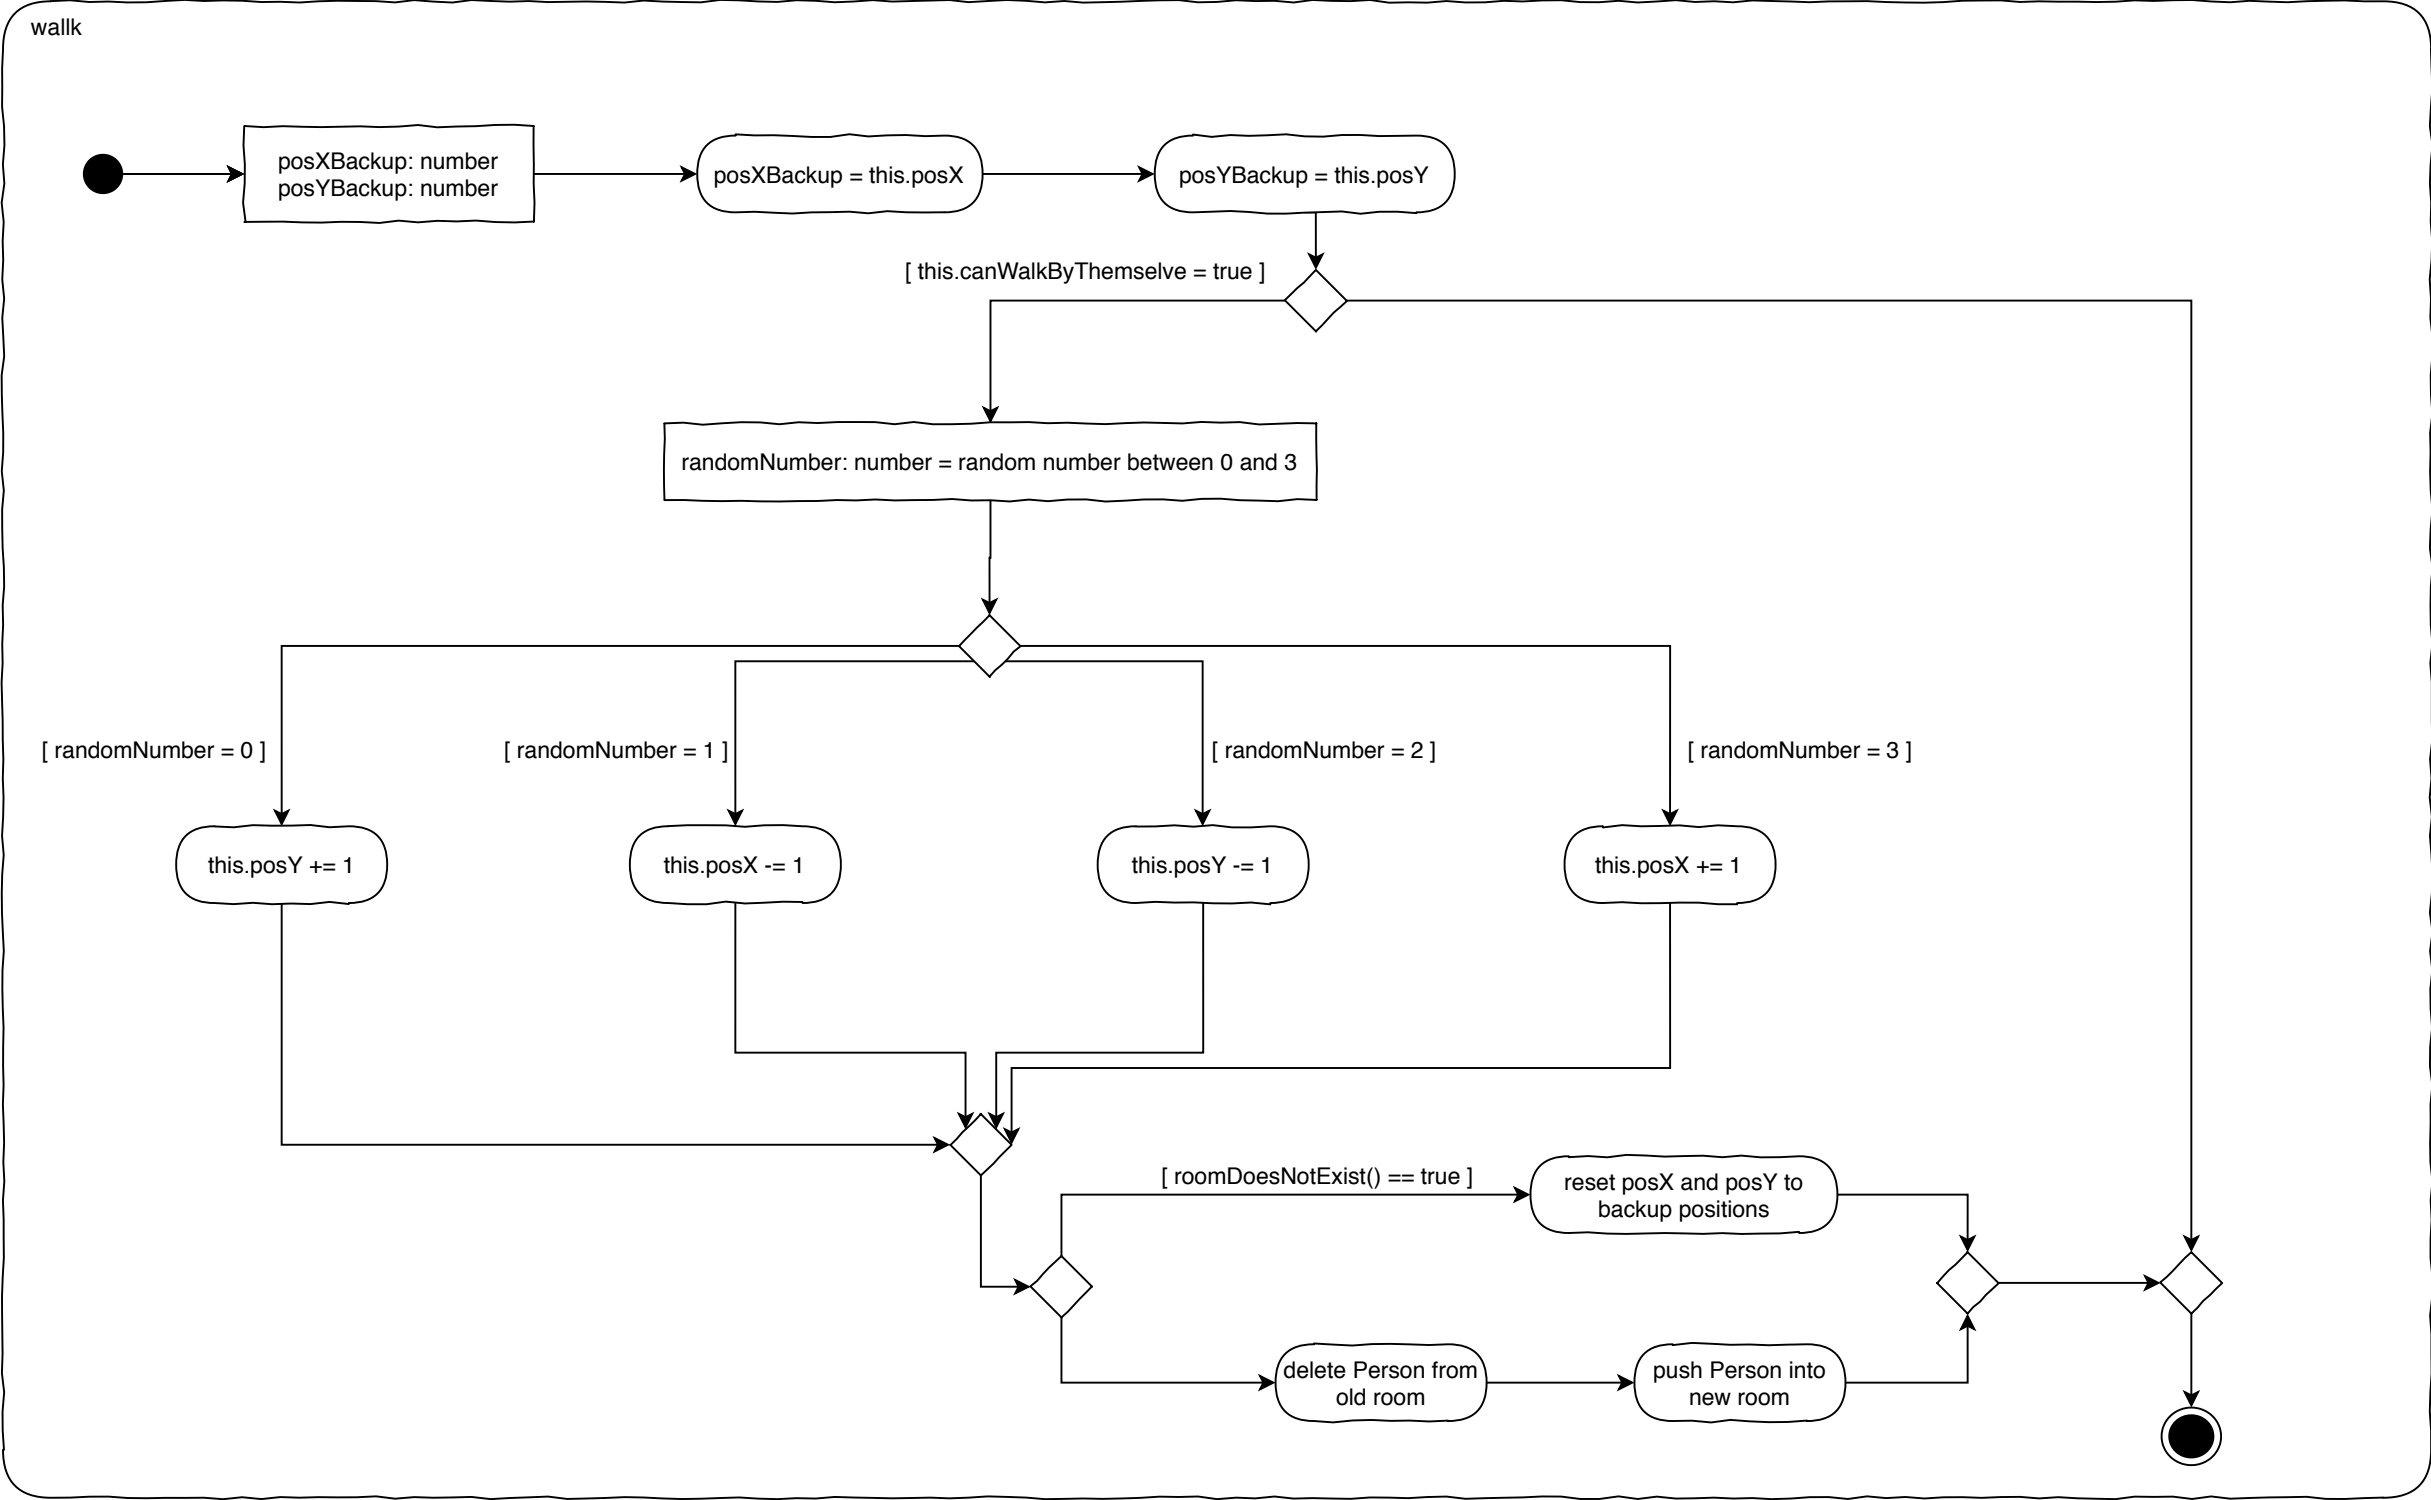 wallk
posXBackup: number
posYBackup: number
posXBackup = this.posX
posYBackup = this.posY
[ this.canWalkByThemselve = true ]
randomNumber: number = random number between 0 and 3
[ randomNumber = 0 ]
[ randomNumber = 1 ]
[ randomNumber = 2 ]
[ randomNumber = 3 ]
this.posY += 1
this.posX -= 1
this.posY -= 1
this.posX += 1
[ roomDoesNotExist() == true ]
reset posX and posY to
backup positions
delete Person from
old room
push Person into
new room